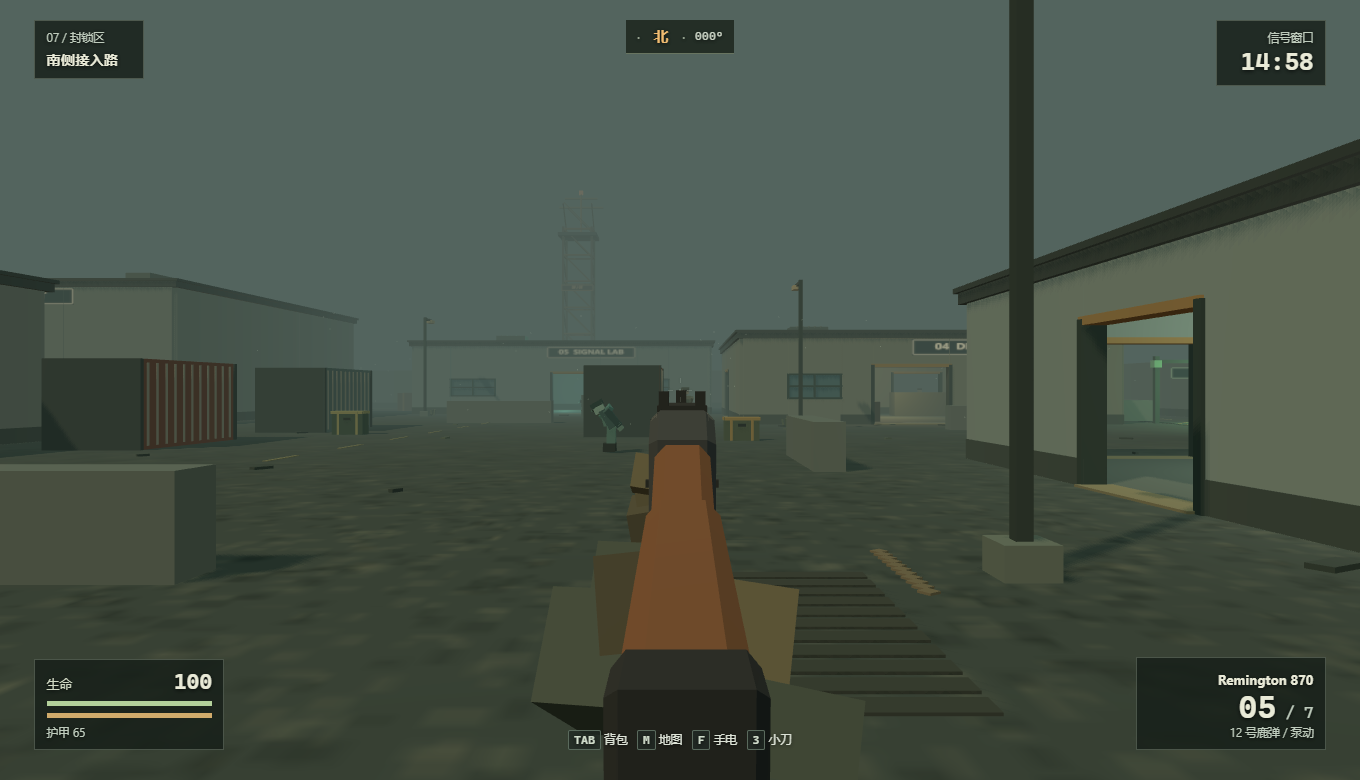 07 / 封锁区
南侧接入路
· 北 · 000°
信号窗口
14:58
05 SIGNAL LAB
04 D
生命 100
护甲 65
TAB 背包 M 地图 F 手电 3 小刀
Remington 870
05 / 7
12 号鹿弹 / 泵动